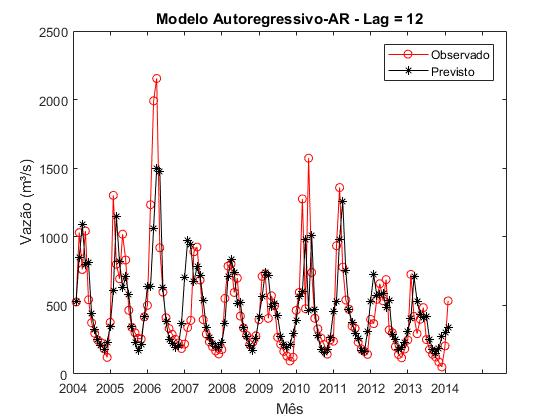 Modelo Autoregressivo-AR - Lag = 12
2500
2000
1500
1000
500
0
Vazão (m³/s)
Observado
Previsto
2004 2005 2006 2007 2008 2009 2010 2011 2012 2013 2014
Mês